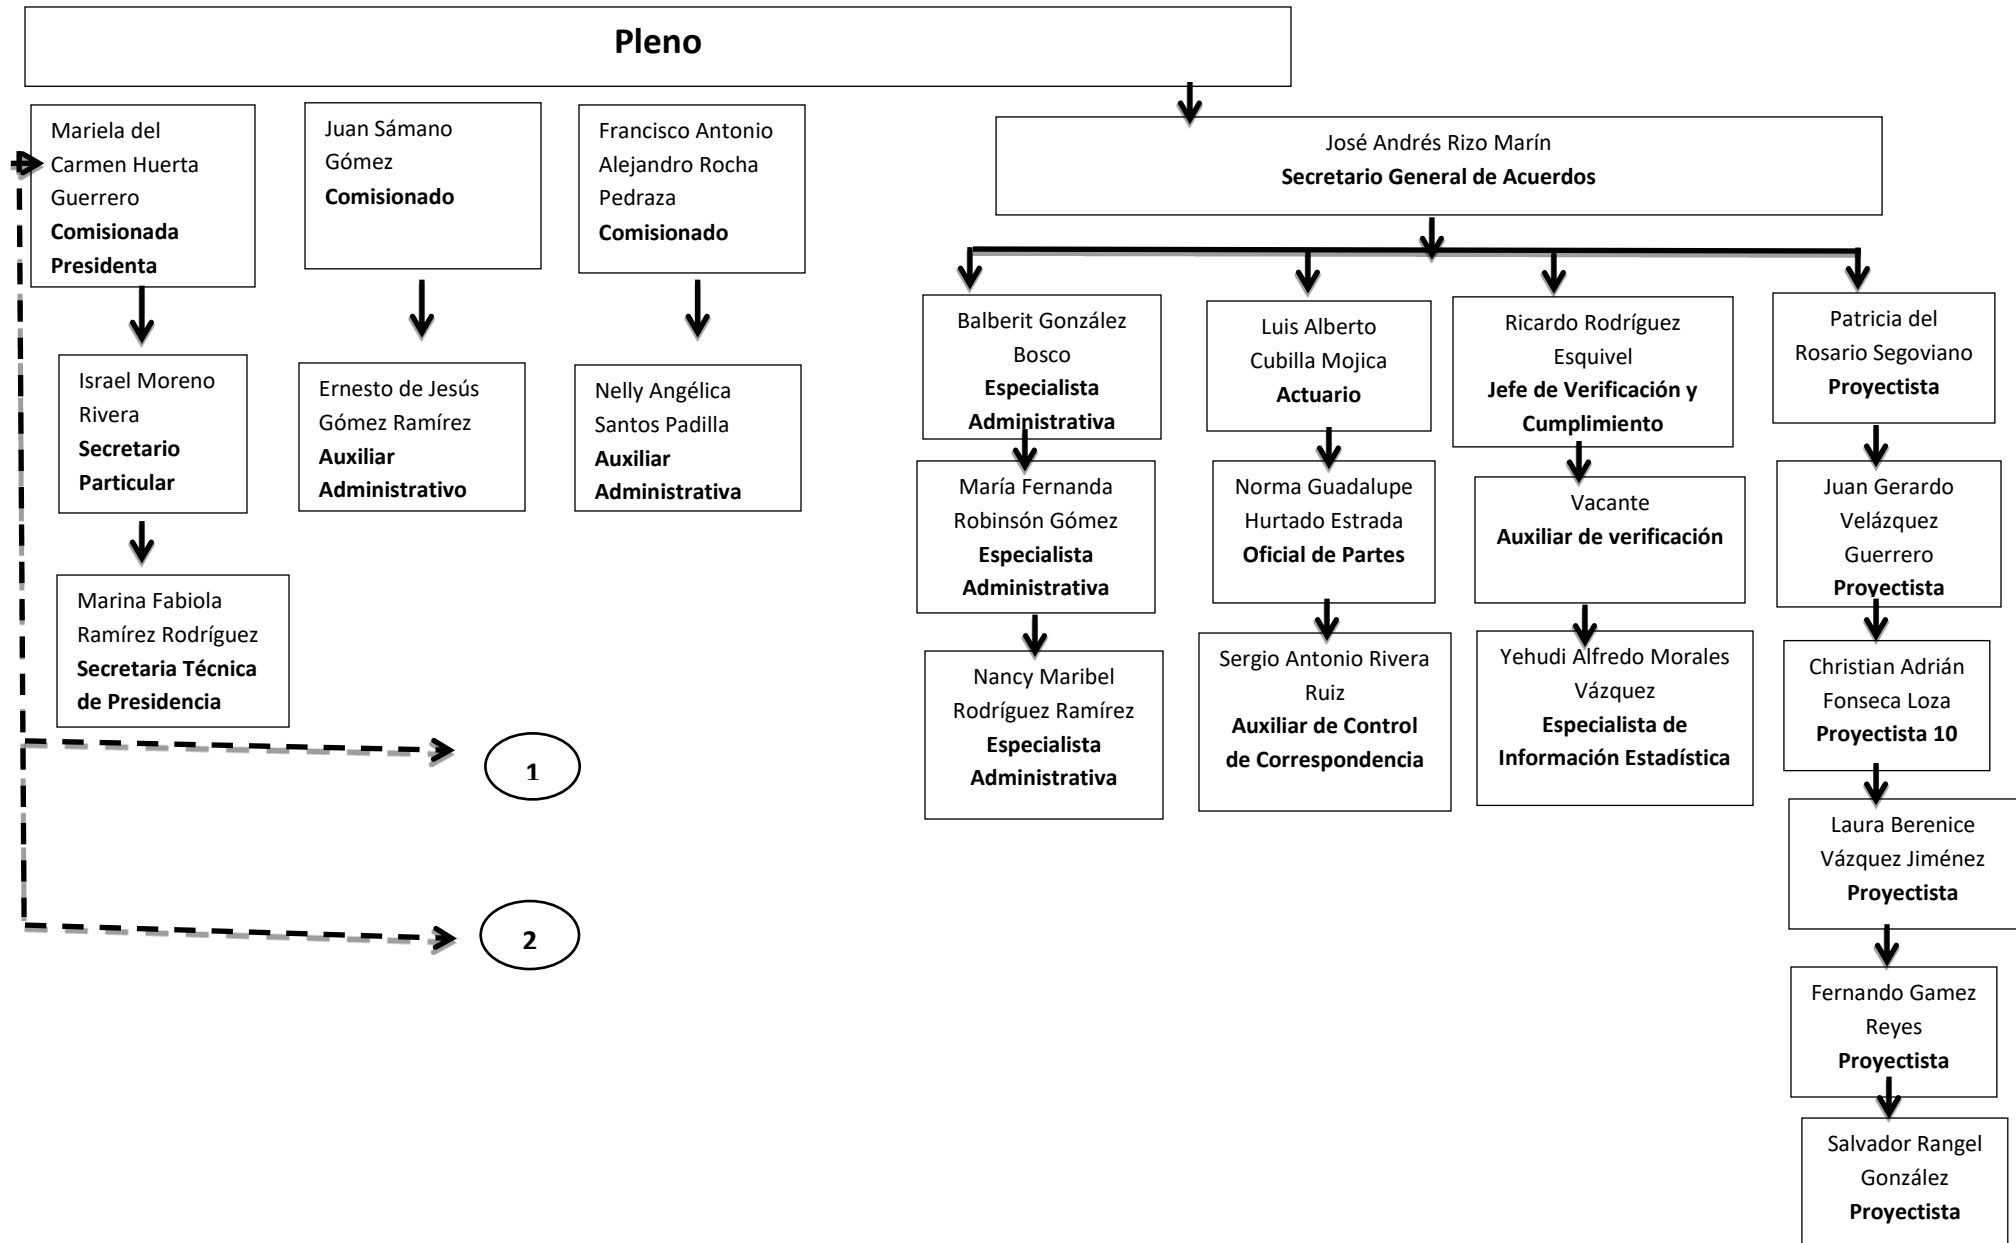 Pleno
Mariela del
Carmen Huerta
Guerrero
Comisionada
Presidenta
Juan Sámano
Gómez
Comisionado
Francisco Antonio
Alejandro Rocha
Pedraza
Comisionado
José Andrés Rizo Marín
Secretario General de Acuerdos
Israel Moreno
Rivera
Secretario
Particular
Ernesto de Jesús
Gómez Ramírez
Auxiliar
Administrativo
Nelly Angélica
Santos Padilla
Auxiliar
Administrativa
Marina Fabiola
Ramírez Rodríguez
Secretaria Técnica
de Presidencia
1
2
Balberit González
Bosco
Especialista
Administrativa
María Fernanda
Robinsón Gómez
Especialista
Administrativa
Nancy Maribel
Rodríguez Ramírez
Especialista
Administrativa
Luis Alberto
Cubilla Mojica
Actuario
Norma Guadalupe
Hurtado Estrada
Oficial de Partes
Sergio Antonio Rivera
Ruiz
Auxiliar de Control
de Correspondencia
Ricardo Rodríguez
Esquivel
Jefe de Verificación y
Cumplimiento
Vacante
Auxiliar de verificación
Yehudi Alfredo Morales
Vázquez
Especialista de
Información Estadística
Patricia del
Rosario Segoviano
Proyectista
Juan Gerardo
Velázquez
Guerrero
Proyectista
Christian Adrián
Fonseca Loza
Proyectista 10
Laura Berenice
Vázquez Jiménez
Proyectista
Fernando Gamez
Reyes
Proyectista
Salvador Rangel
González
Proyectista